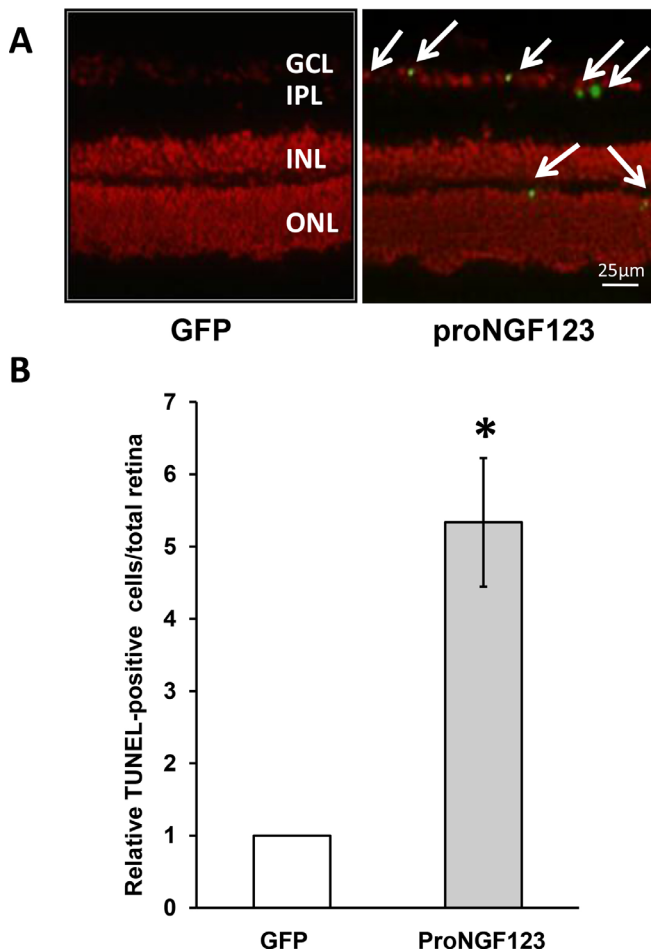 A
GCL
IPL
INL
ONL
25µm
GFP
proNGF123
B
Relative TUNEL-positive cells/total retina
7
6
5
4
3
2
1
0
*
GFP
ProNGF123